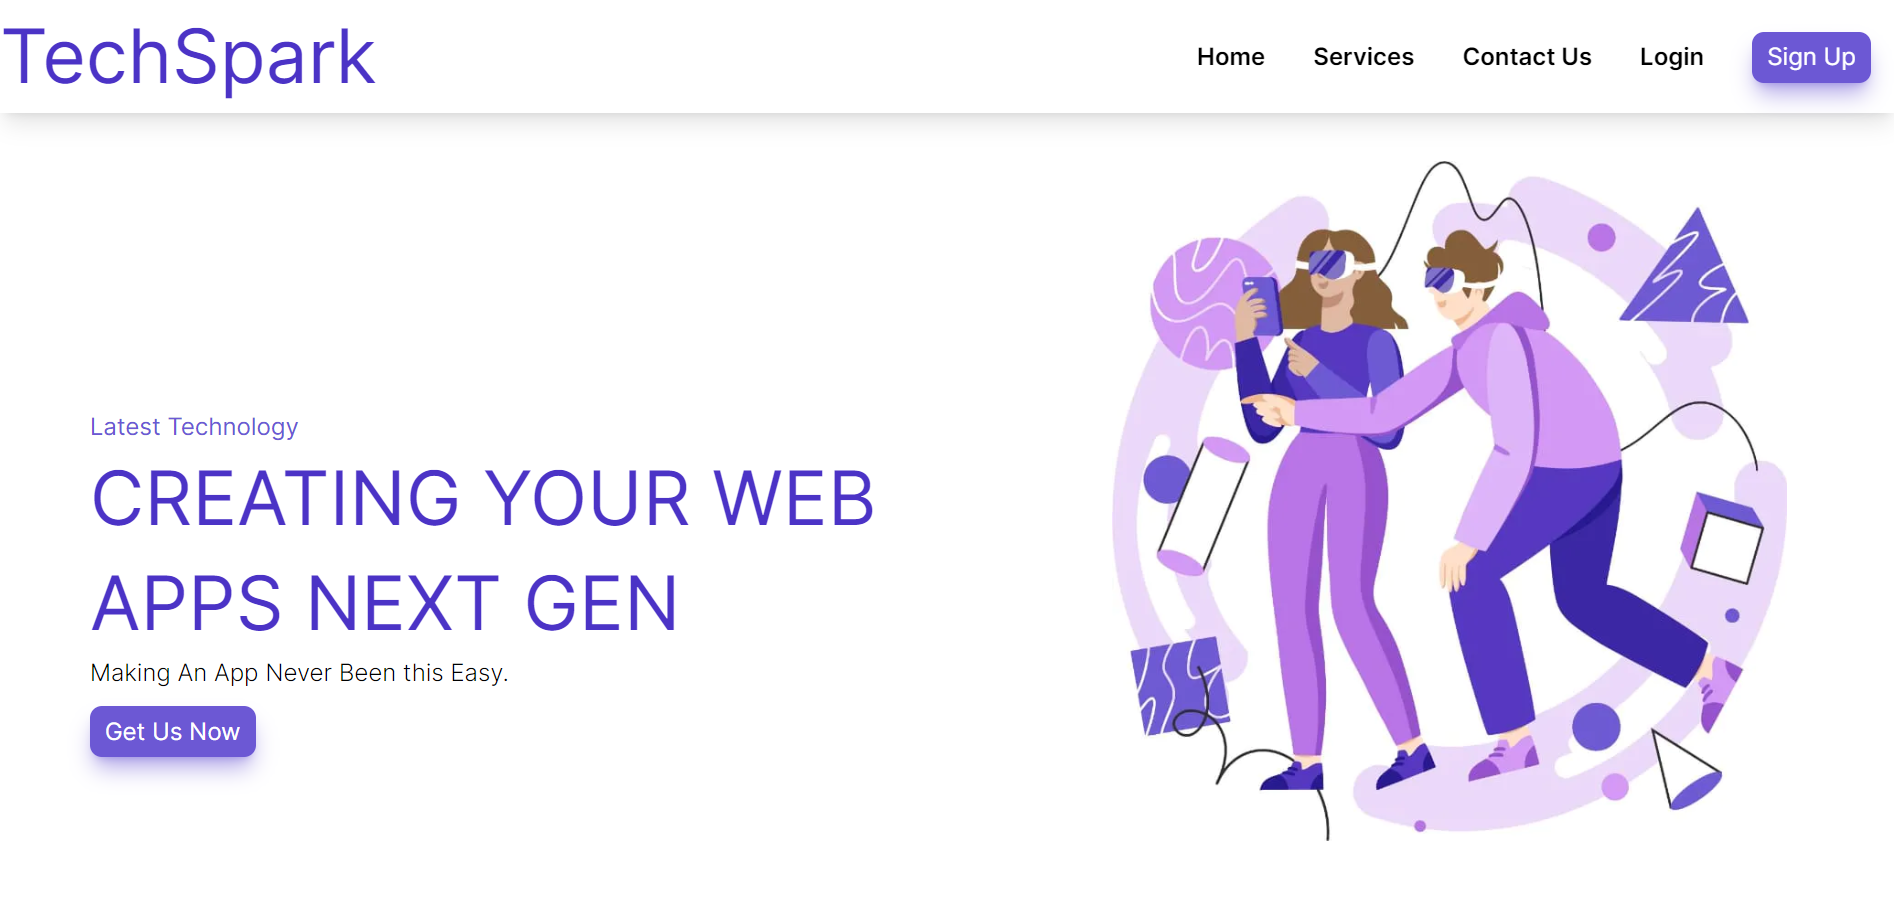 TechSpark
Home Services Contact Us Login Sign Up
Latest Technology
CREATING YOUR WEB
APPS NEXT GEN
Making An App Never Been this Easy.
Get Us Now